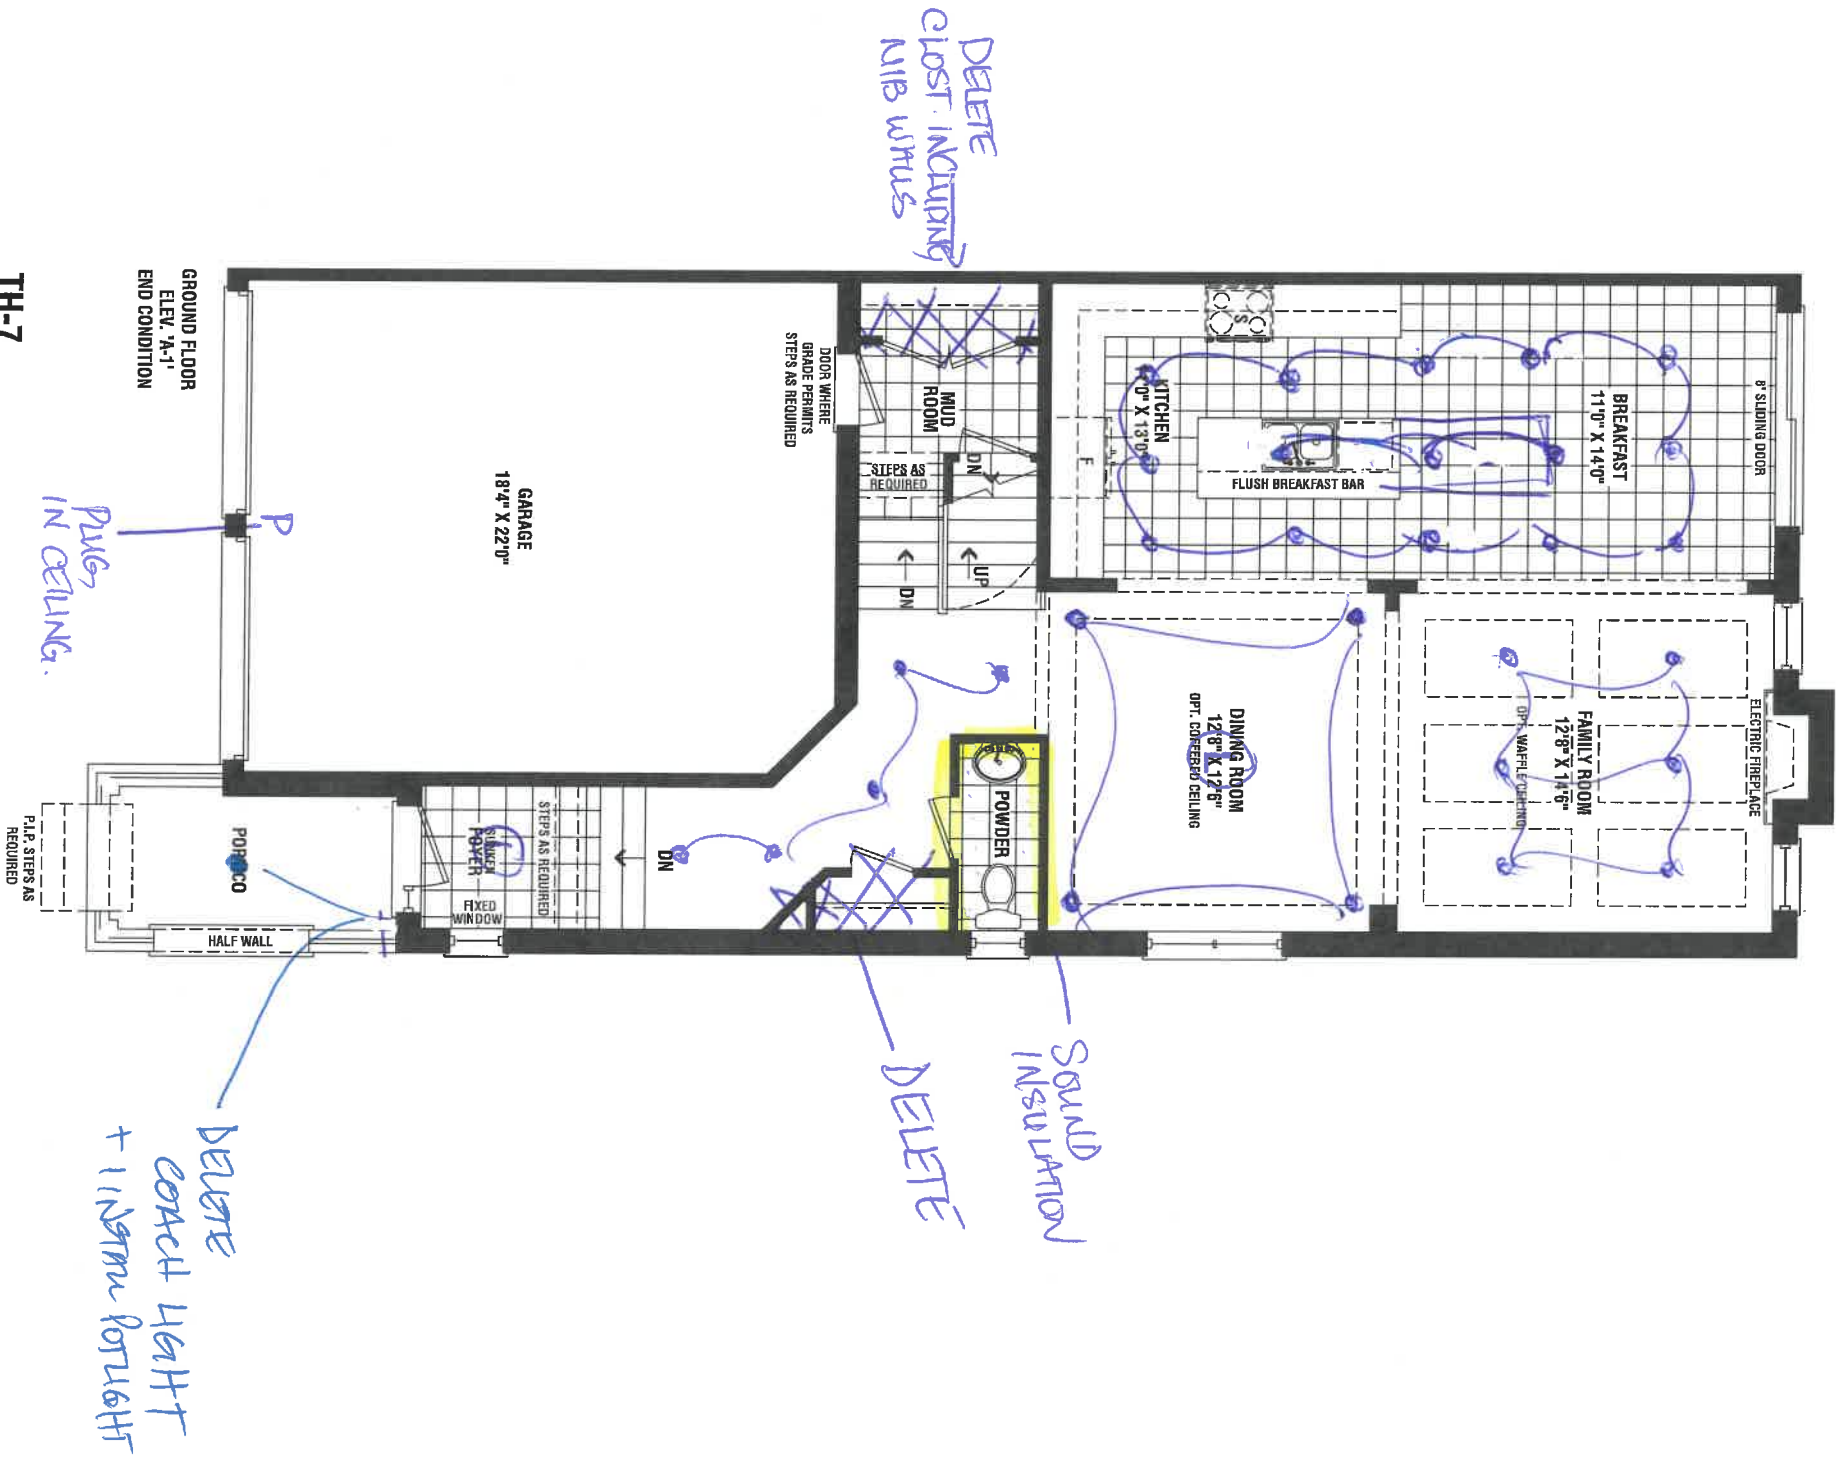 DELETE
CLOST. INCLUDING
NIB WALLS
8' SLIDING DOOR
BREAKFAST
11'0" X 14'0"
KITCHEN
S
F
FLUSH BREAKFAST BAR
ELECTRIC FIREPLACE
FAMILY ROOM
12'8" X 14'6"
OPT. WAFFLE CEILING
DINING ROOM
12'8" X 12'6"
OPT. COFFERED CEILING
MUD
ROOM
DN
STEPS AS
REQUIRED
UP
DN
DOOR WHERE
GRADE PERMITS
STEPS AS REQUIRED
GARAGE
18'4" X 22'0"
POWDER
DN
STEPS AS REQUIRED
SUNKEN
FOYER
FIXED
WINDOW
PORTICO
HALF WALL
P.I.P. STEPS AS
REQUIRED
P
PLUG
IN CEILING.
SOUND
INSULATION
DELETE
DELETE
COACH LIGHT
+ 1 INSTALL POTLIGHT
GROUND FLOOR
ELEV. 'A-1'
END CONDITION
TH-7